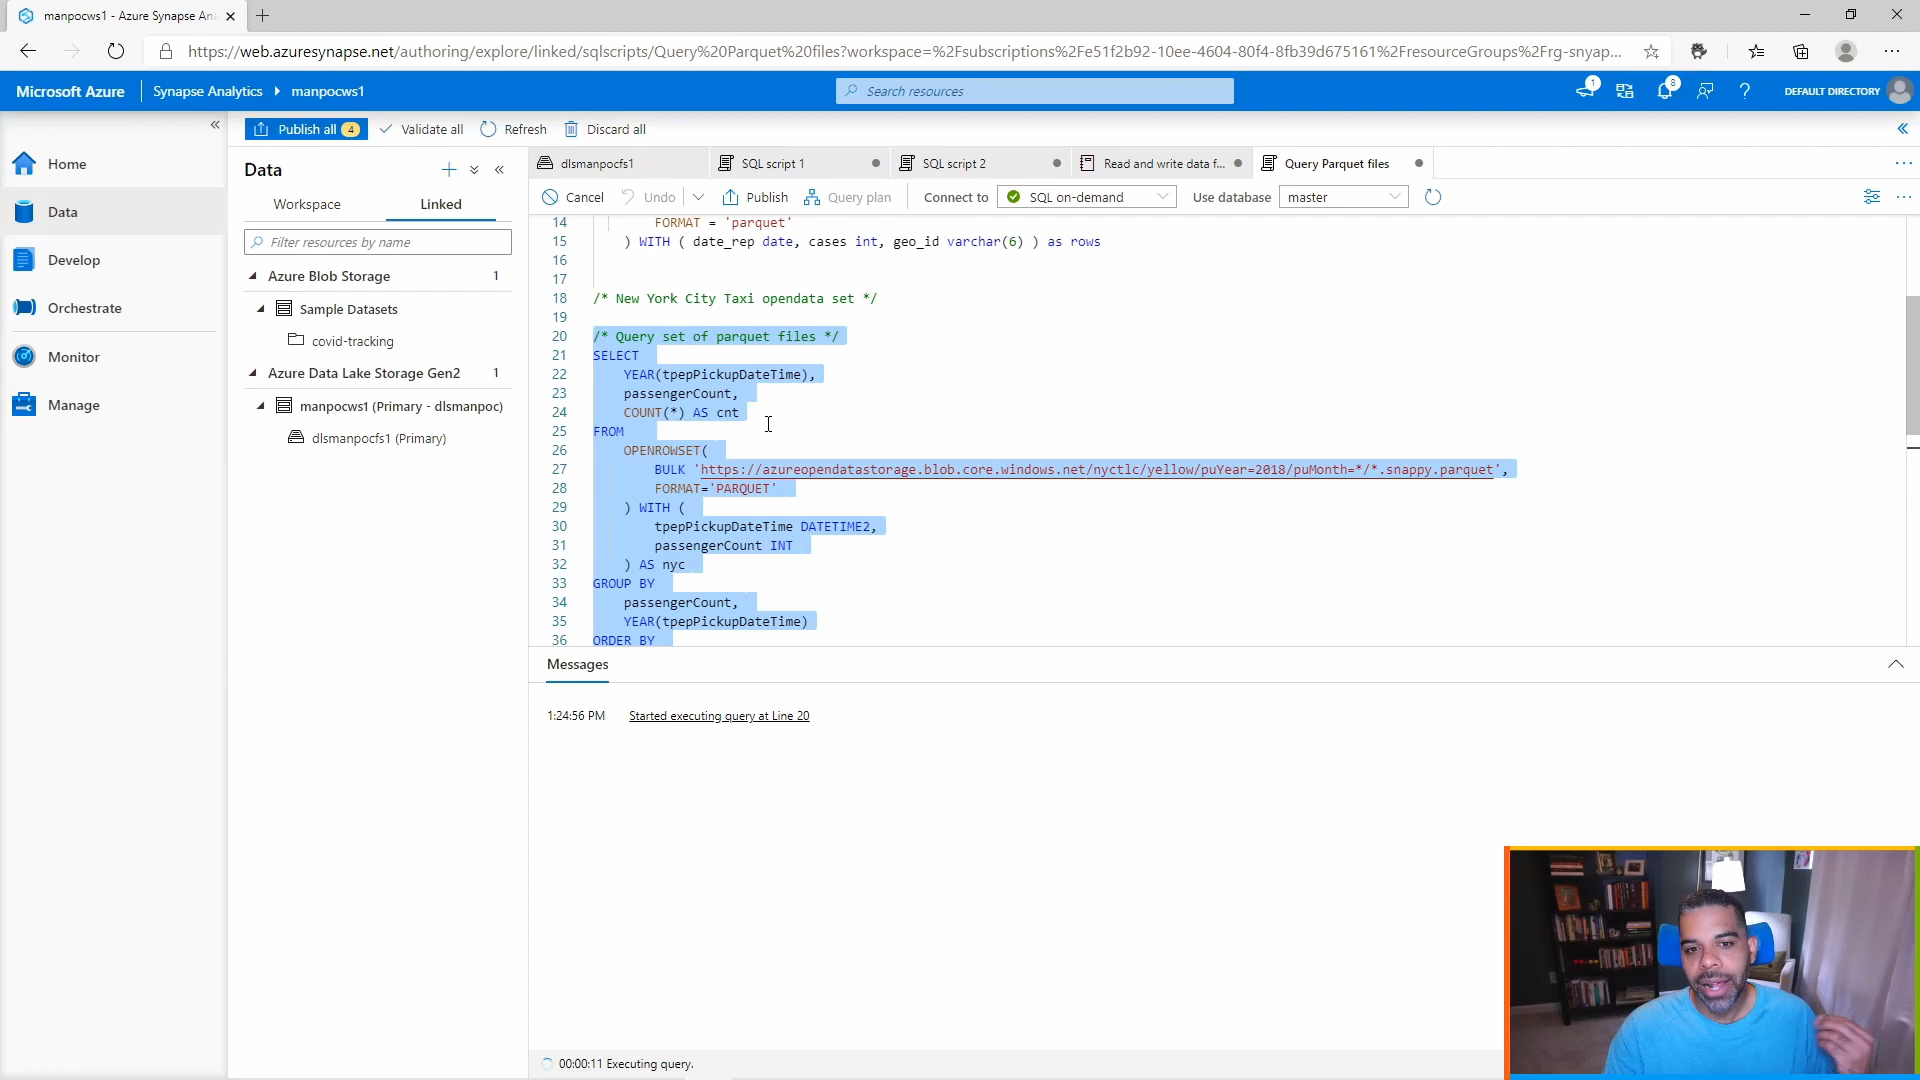 manpocws1 - Azure Synapse Ana
https://web.azuresynapse.net/authoring/explore/linked/sqlscripts/Query%20Parquet%20files?workspace=%2Fsubscriptions%2Fe51f2b92-10ee-4604-80f4-8fb39d675161%2FresourceGroups%2Frg-snyap...
Microsoft Azure
Synapse Analytics
manpocws1
Search resources
1
8
DEFAULT DIRECTORY
Publish all 4
Validate all
Refresh
Discard all
Home
Data
Develop
Orchestrate
Monitor
Manage
Data
Workspace
Linked
Filter resources by name
Azure Blob Storage 1
Sample Datasets
covid-tracking
Azure Data Lake Storage Gen2 1
manpocws1 (Primary - dlsmanpoc)
dlsmanpocfs1 (Primary)
dlsmanpocfs1
SQL script 1
SQL script 2
Read and write data f...
Query Parquet files
Cancel
Undo
Publish
Query plan
Connect to
SQL on-demand
Use database
master
14 FORMAT = 'parquet'
15 ) WITH ( date_rep date, cases int, geo_id varchar(6) ) as rows
16
17
18 /* New York City Taxi opendata set */
19
20 /* Query set of parquet files */
21 SELECT
22 YEAR(tpepPickupDateTime),
23 passengerCount,
24 COUNT(*) AS cnt
25 FROM
26 OPENROWSET(
27 BULK 'https://azureopendatastorage.blob.core.windows.net/nyctlc/yellow/puYear=2018/puMonth=*/*.snappy.parquet',
28 FORMAT='PARQUET'
29 ) WITH (
30 tpepPickupDateTime DATETIME2,
31 passengerCount INT
32 ) AS nyc
33 GROUP BY
34 passengerCount,
35 YEAR(tpepPickupDateTime)
36 ORDER BY
Messages
1:24:56 PM Started executing query at Line 20
00:00:11 Executing query.